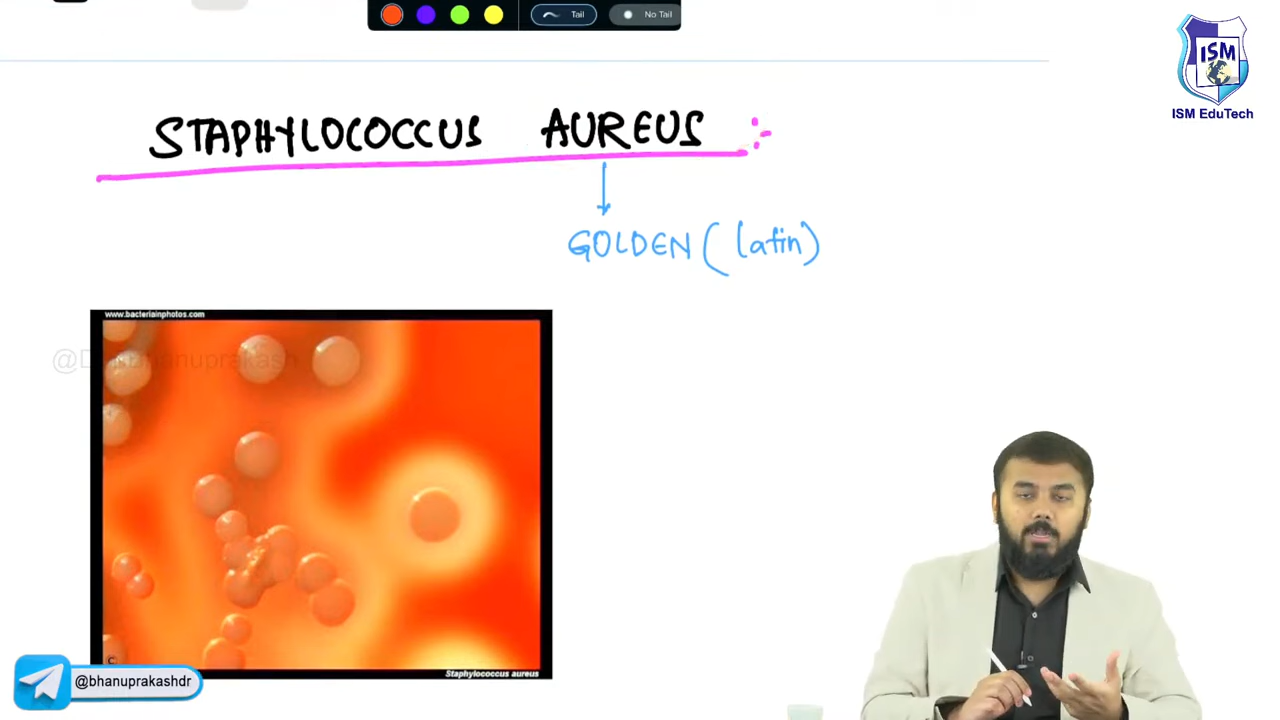 Tail
No Tail
ISM
ISM EduTech
STAPHYLOCOCCUS AUREUS :-
GOLDEN (latin)
www.bacteriainphotos.com
Staphylococcus aureus
@bhanuprakashdr